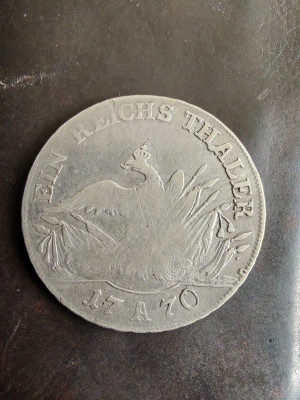 EIN REICHS THALER
17 A 70